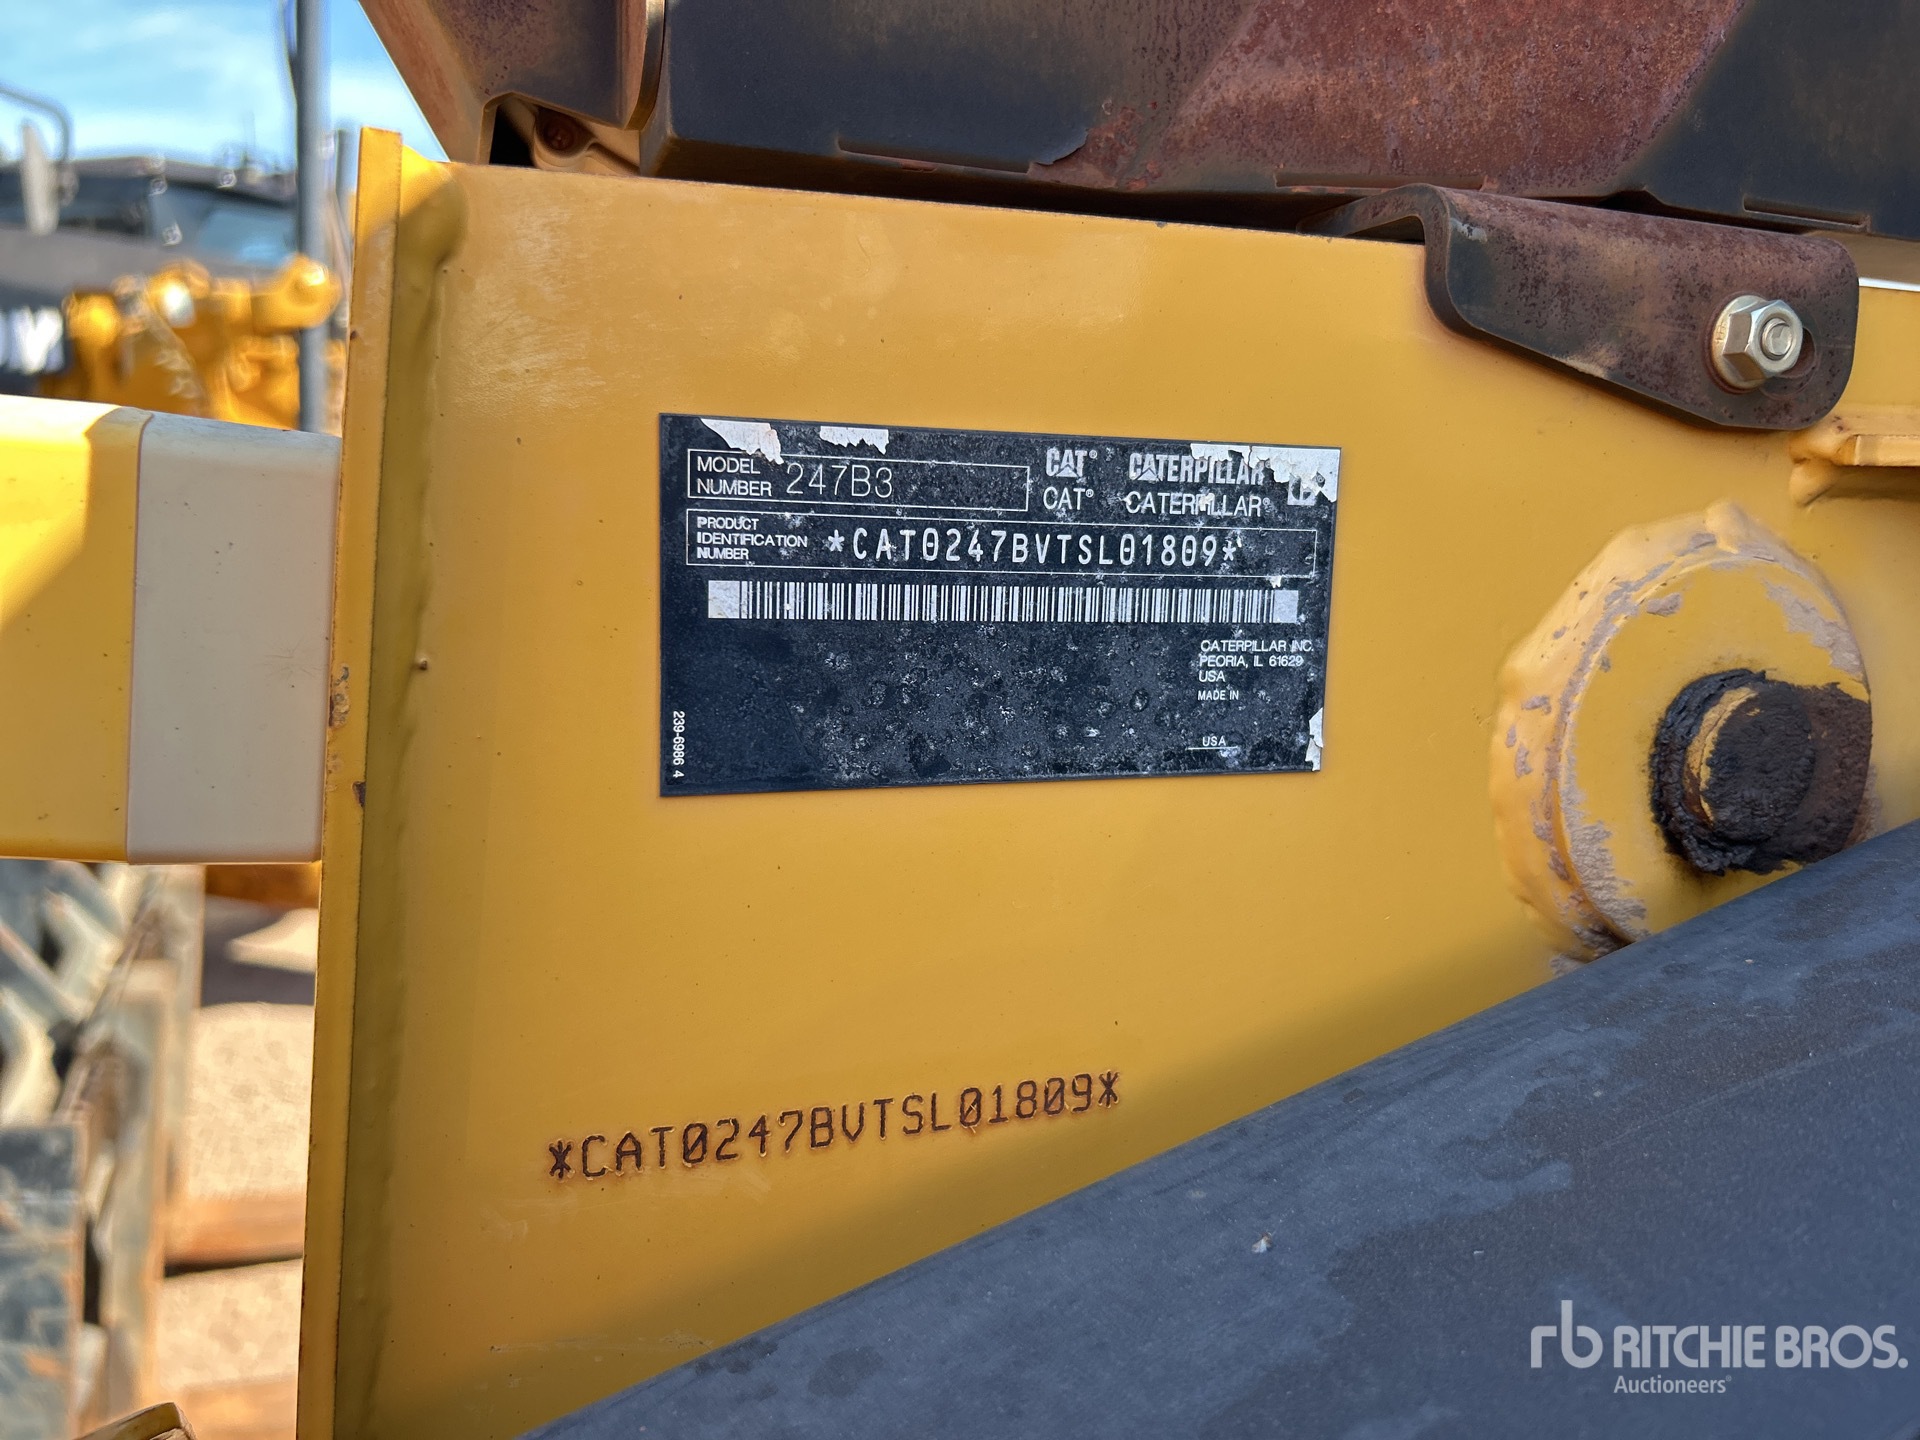 MODEL NUMBER 247B3
CAT® CATERPILLAR
CAT® CATERPILLAR®
PRODUCT IDENTIFICATION NUMBER *CAT0247BVTSL01809*
CATERPILLAR INC.
PEORIA, IL 61629
USA
MADE IN
USA
239-6986 4
*CAT0247BVTSL01809*
rb RITCHIE BROS.
Auctioneers